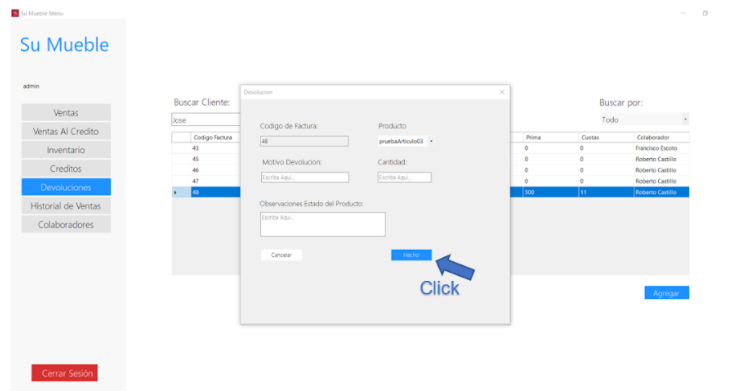 Su Mueble Menu
Su Mueble
admin
Ventas
Ventas Al Credito
Inventario
Creditos
Devoluciones
Historial de Ventas
Colaboradores
Cerrar Sesión
Buscar Cliente:
Jose
Buscar por:
Todo
Codigo Factura
Prima
Cuotas
Colaborador
43
0
0
Francisco Escoto
45
0
0
Roberto Castillo
46
0
0
Roberto Castillo
47
0
0
Roberto Castillo
48
500
11
Roberto Castillo
Agregar
Devolucion
Codigo de Factura:
Producto:
48
pruebaArticulo03
Motivo Devolucion:
Cantidad:
Escriba Aqui...
Escriba Aqui...
Observaciones Estado del Producto:
Escriba Aqui...
Cancelar
Hecho
Click